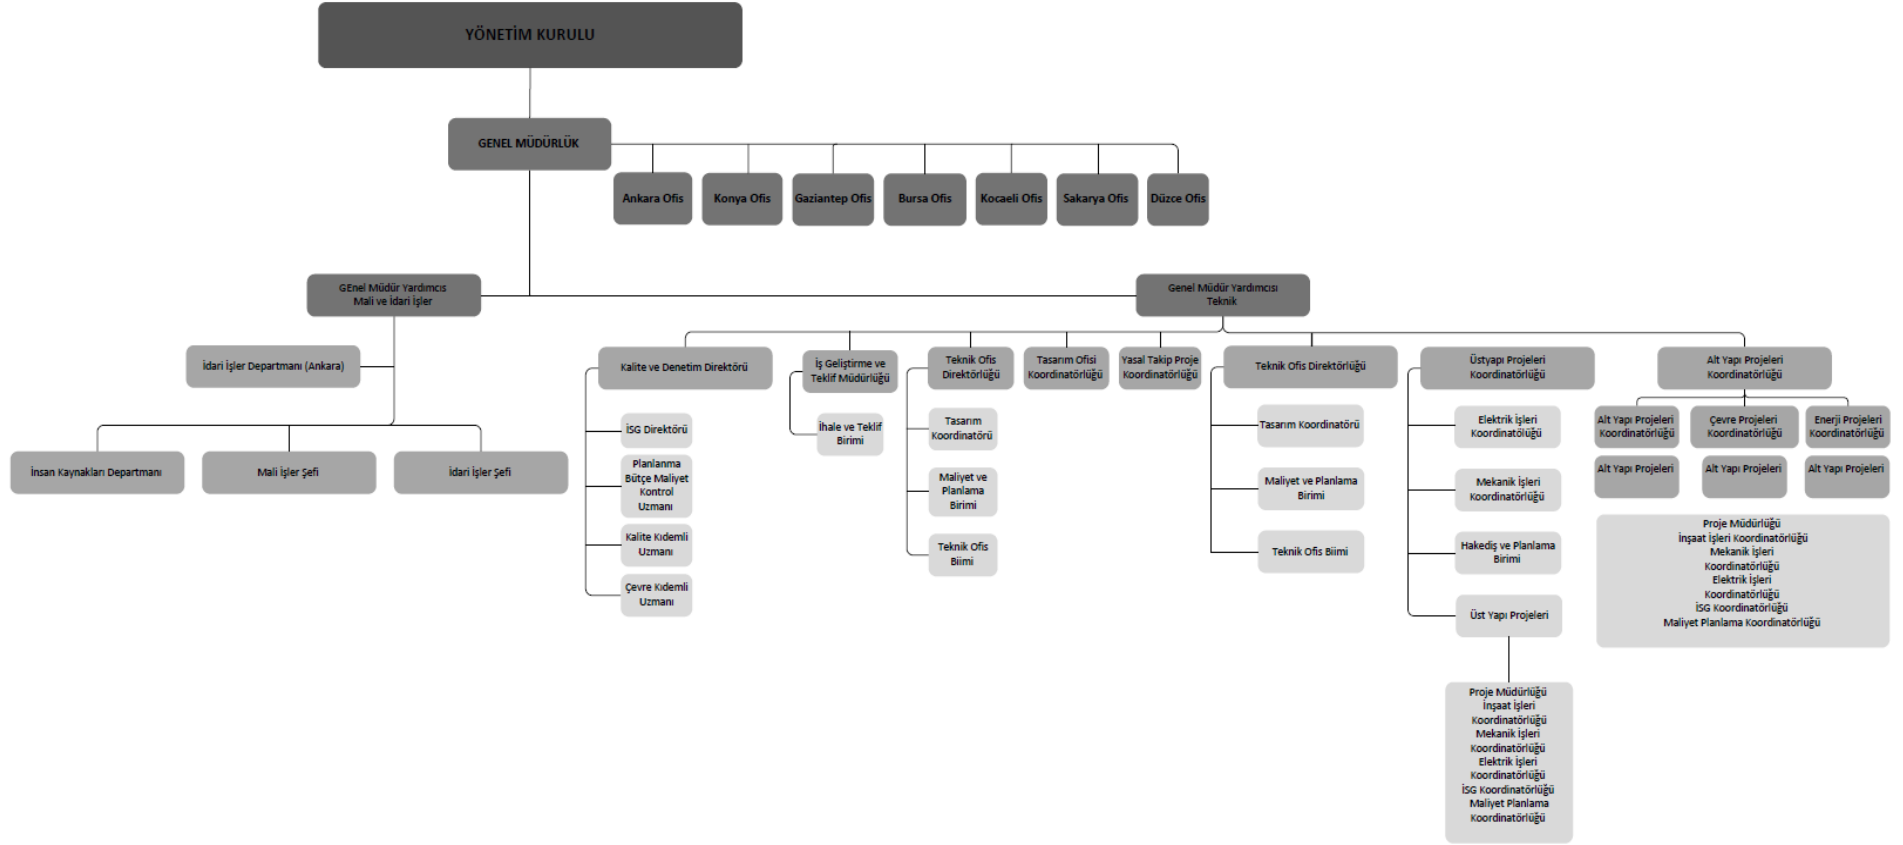 YÖNETİM KURULU
GENEL MÜDÜRLÜK
Ankara Ofis
Konya Ofis
Gaziantep Ofis
Bursa Ofis
Kocaeli Ofis
Sakarya Ofis
Düzce Ofis
GEnel Müdür Yardımcıs
Mali ve İdari İşler
Genel Müdür Yardımcısı
Teknik
İdari İşler Departmanı (Ankara)
İnsan Kaynakları Departmanı
Mali İşler Şefi
İdari İşler Şefi
Kalite ve Denetim Direktörü
İSG Direktörü
Planlanma
Bütçe Maliyet
Kontrol
Uzmanı
Kalite Kıdemli
Uzmanı
Çevre Kıdemli
Uzmanı
İş Geliştirme ve
Teklif Müdürlüğü
İhale ve Teklif
Birimi
Teknik Ofis
Direktörlüğü
Tasarım
Koordinatörü
Maliyet ve
Planlama
Birimi
Teknik Ofis
Biimi
Tasarım Ofisi
Koordinatörlüğü
Yasal Takip Proje
Koordinatörlüğü
Teknik Ofis Direktörlüğü
Tasarım Koordinatörü
Maliyet ve Planlama
Birimi
Teknik Ofis Biimi
Üstyapı Projeleri
Koordinatörlüğü
Elektrik İşleri
Koordinatölüğü
Mekanik İşleri
Koordinatörlüğü
Hakediş ve Planlama
Birimi
Üst Yapı Projeleri
Proje Müdürlüğü
İnşaat İşleri
Koordinatörlüğü
Mekanik İşleri
Koordinatörlüğü
Elektrik İşleri
Koordinatörlüğü
İSG Koordinatörlüğü
Maliyet Planlama
Koordinatörlüğü
Alt Yapı Projeleri
Koordinatörlüğü
Alt Yapı Projeleri
Koordinatörlüğü
Çevre Projeleri
Koordinatörlüğü
Enerji Projeleri
Koordinatörlüğü
Alt Yapı Projeleri
Alt Yapı Projeleri
Alt Yapı Projeleri
Proje Müdürlüğü
İnşaat İşleri Koordinatörlüğü
Mekanik İşleri
Koordinatörlüğü
Elektrik İşleri
Koordinatörlüğü
İSG Koordinatörlüğü
Maliyet Planlama Koordinatörlüğü